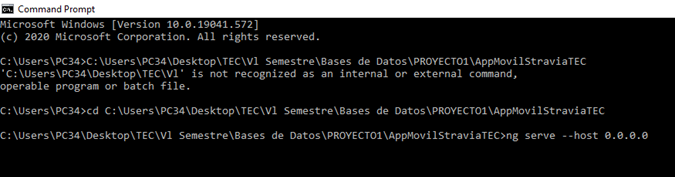 Command Prompt
Microsoft Windows [Version 10.0.19041.572]
(c) 2020 Microsoft Corporation. All rights reserved.
C:\Users\PC34>C:\Users\PC34\Desktop\TEC\Vl Semestre\Bases de Datos\PROYECTO1\AppMovilStraviaTEC
'C:\Users\PC34\Desktop\TEC\Vl' is not recognized as an internal or external command,
operable program or batch file.
C:\Users\PC34>cd C:\Users\PC34\Desktop\TEC\Vl Semestre\Bases de Datos\PROYECTO1\AppMovilStraviaTEC
C:\Users\PC34\Desktop\TEC\Vl Semestre\Bases de Datos\PROYECTO1\AppMovilStraviaTEC>ng serve --host 0.0.0.0